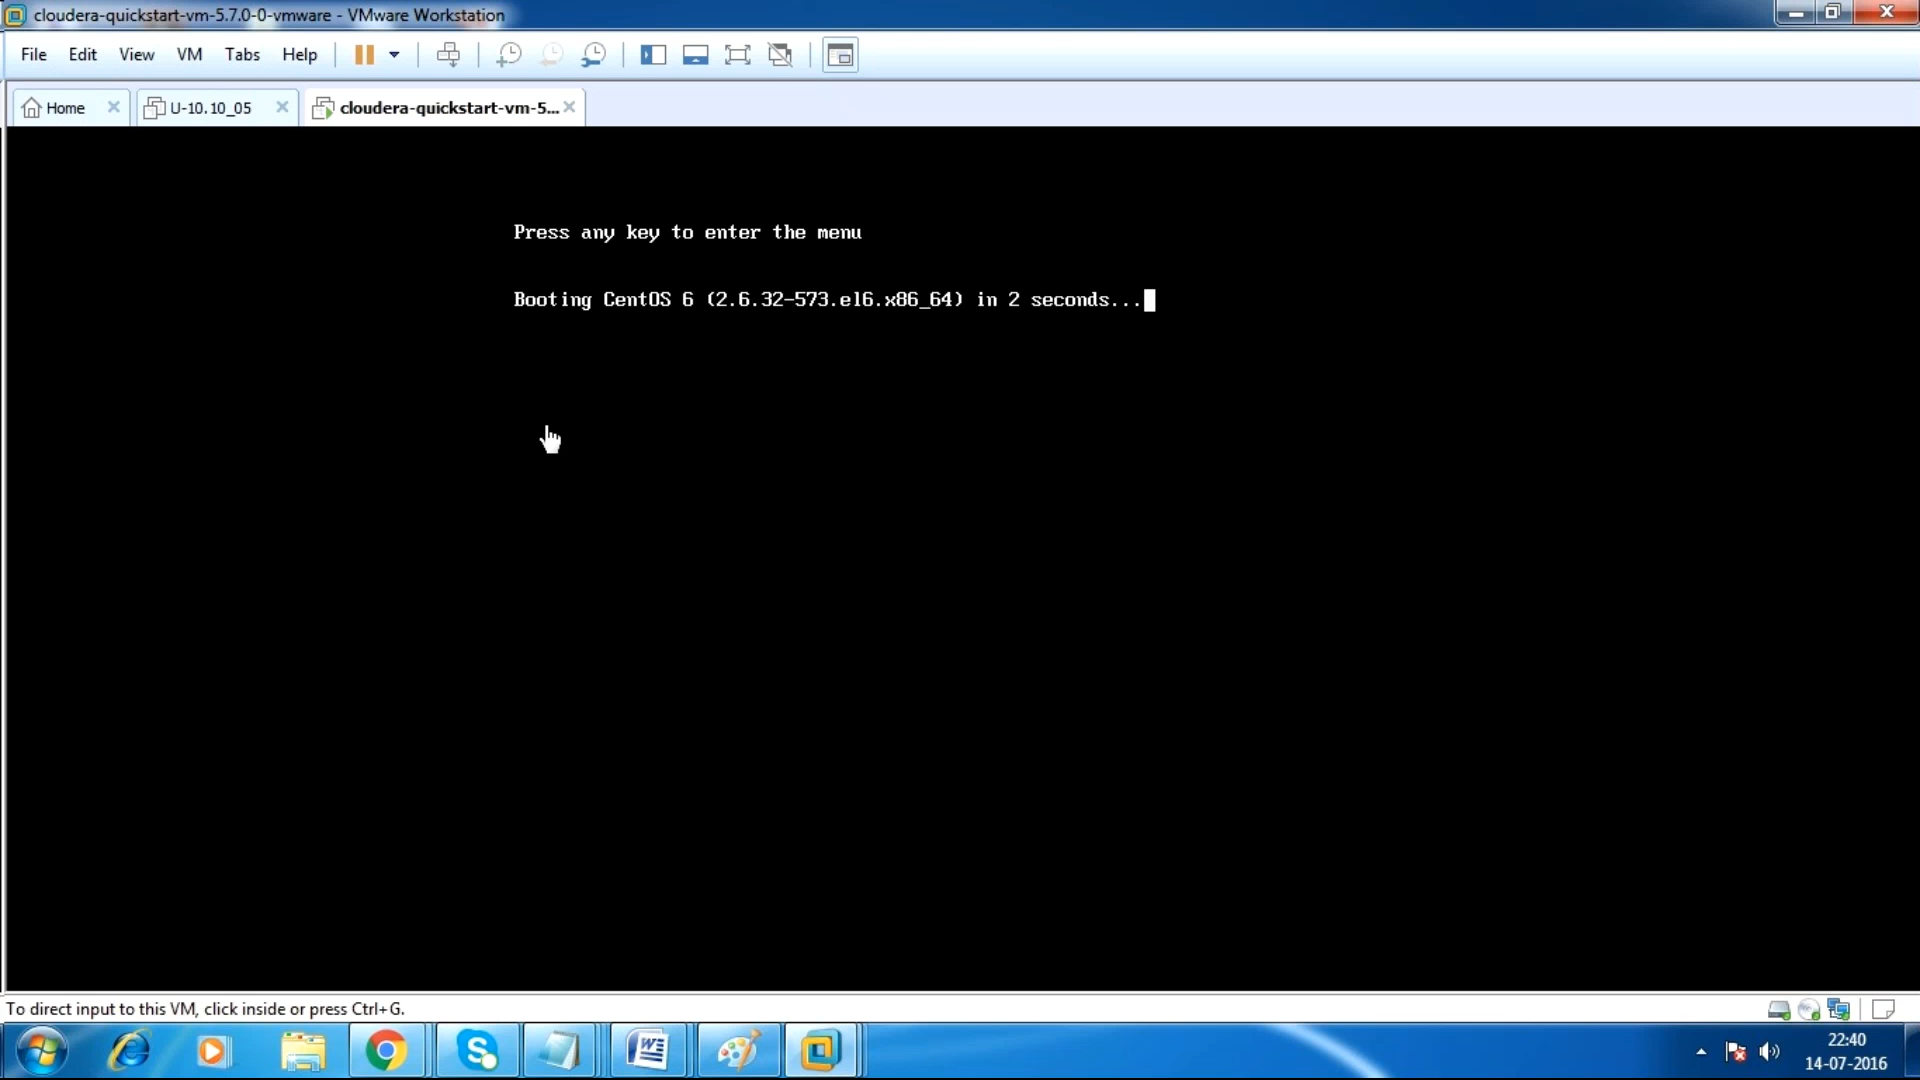 cloudera-quickstart-vm-5.7.0-0-vmware - VMware Workstation
File Edit View VM Tabs Help
Home U-10.10_05 cloudera-quickstart-vm-5...
Press any key to enter the menu
Booting CentOS 6 (2.6.32-573.el6.x86_64) in 2 seconds...
To direct input to this VM, click inside or press Ctrl+G.
22:40
14-07-2016